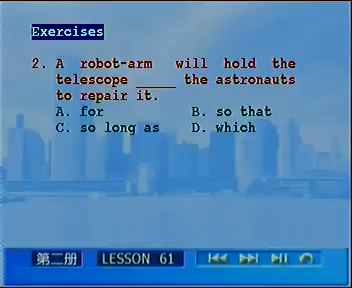 Exercises
2. A robot-arm will hold the
telescope _____ the astronauts
to repair it.
A. for B. so that
C. so long as D. which
第二册 LESSON 61